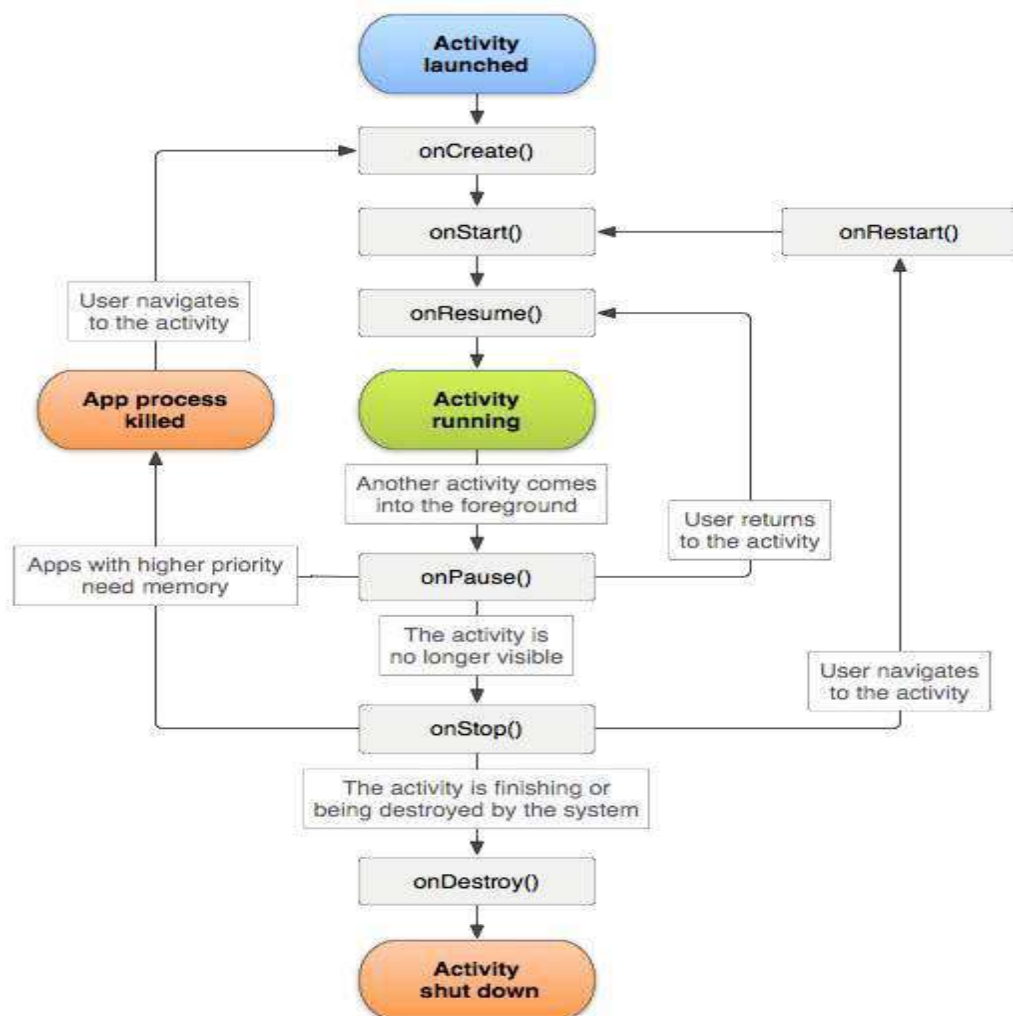 Activity
launched
onCreate()
onStart()
onRestart()
User navigates
to the activity
onResume()
App process
killed
Activity
running
Another activity comes
into the foreground
User returns
to the activity
Apps with higher priority
need memory
onPause()
The activity is
no longer visible
User navigates
to the activity
onStop()
The activity is finishing or
being destroyed by the system
onDestroy()
Activity
shut down